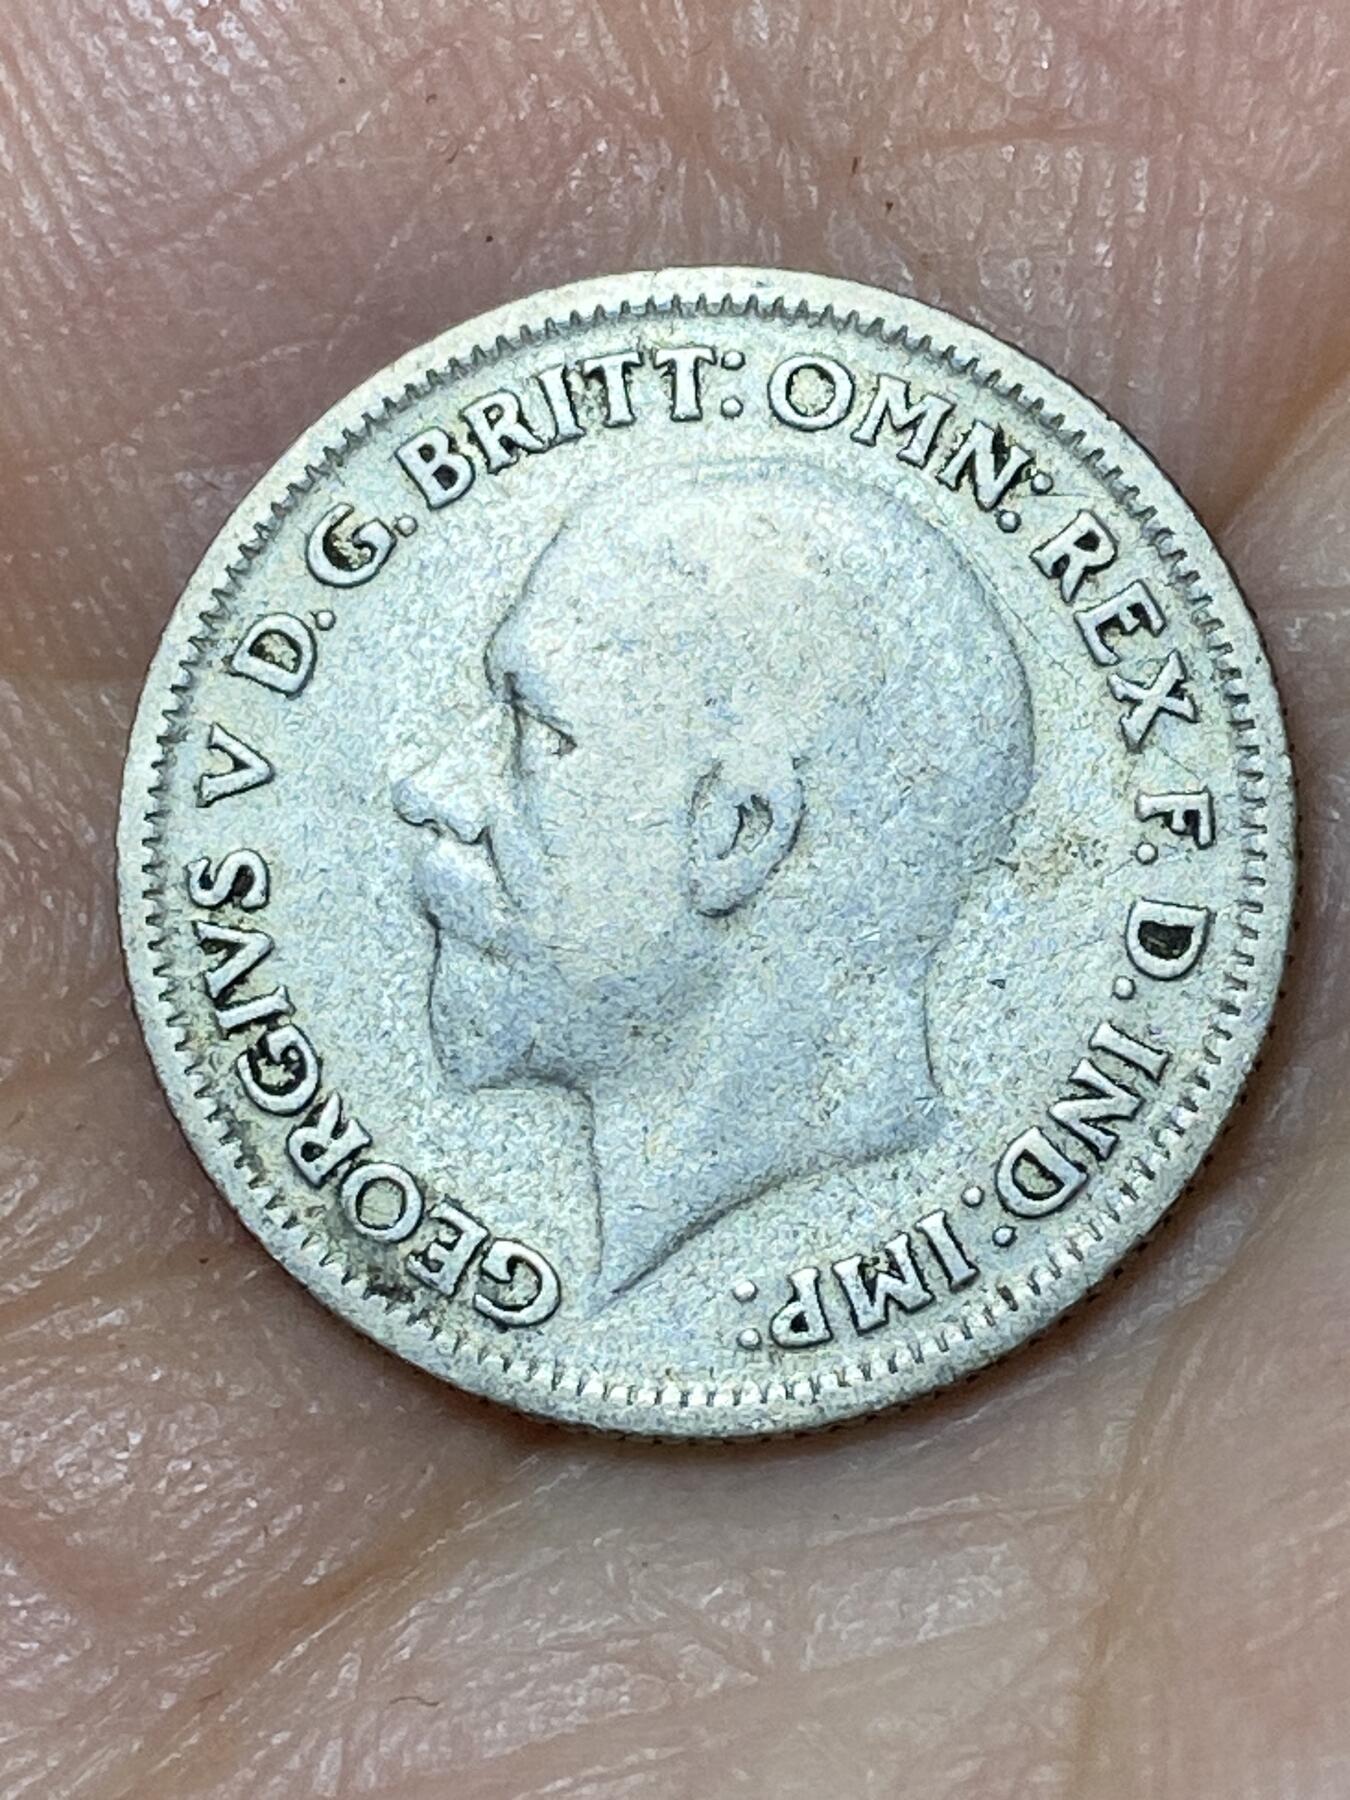 GEORGIVS V D. G. BRITT: OMN: REX F. D. IND: IMP: